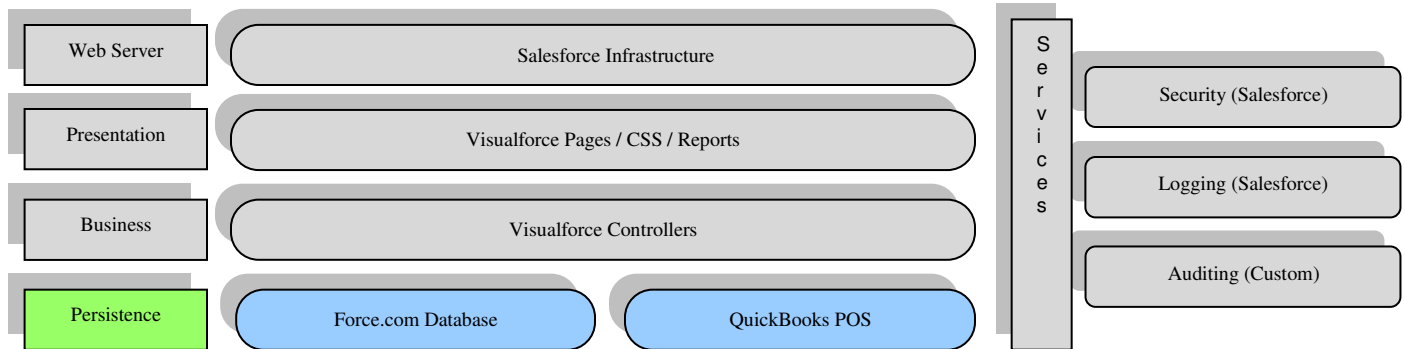 Web Server
Salesforce Infrastructure
Presentation
Visualforce Pages / CSS / Reports
Business
Visualforce Controllers
Persistence
Force.com Database
QuickBooks POS
Services
Security (Salesforce)
Logging (Salesforce)
Auditing (Custom)